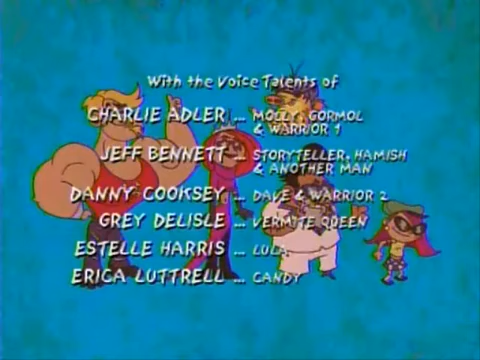 With the Voice Talents of
CHARLIE ADLER ... MOLLY, GORMOL
& WARRIOR 1
JEFF BENNETT ... STORYTELLER, HAMISH
& ANOTHER MAN
DANNY COOKSEY ... DAVE & WARRIOR 2
GREY DELISLE ... VERMITE QUEEN
ESTELLE HARRIS ... LULA
ERICA LUTTRELL ... CANDY